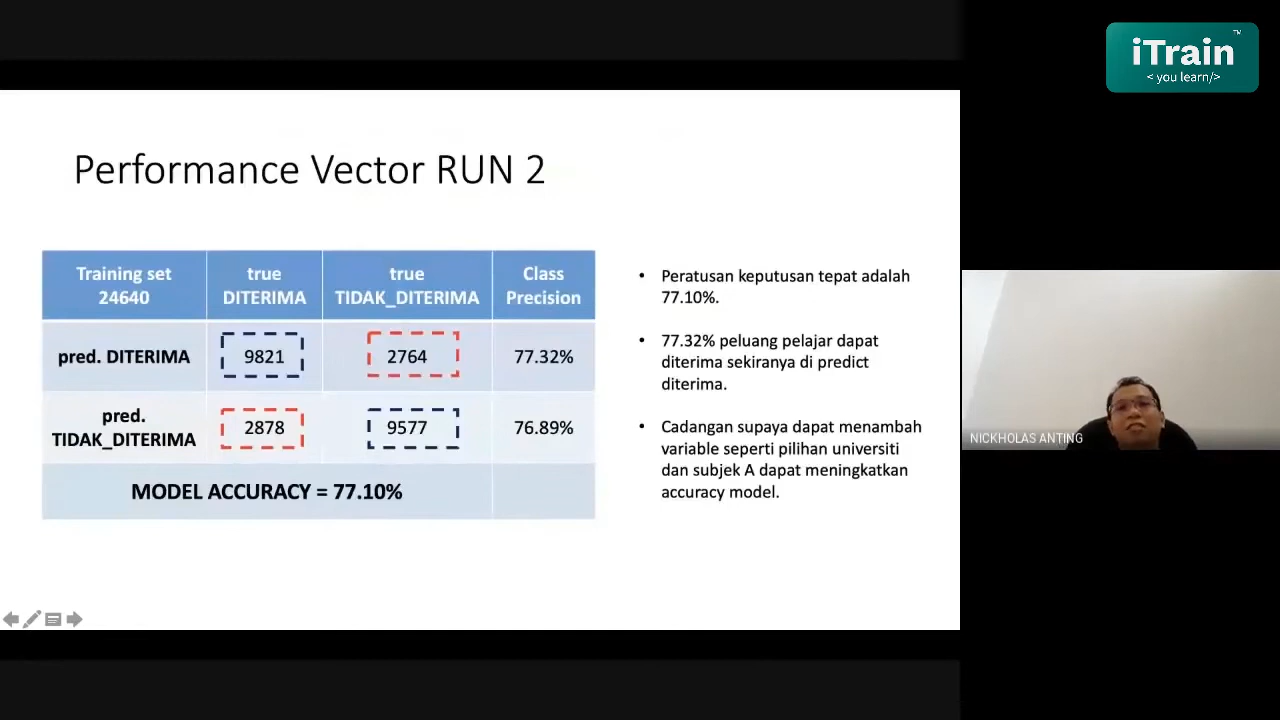 iTrain™
< you learn/>
Performance Vector RUN 2
Training set
24640
true
DITERIMA
true
TIDAK_DITERIMA
Class
Precision
pred. DITERIMA
9821
2764
77.32%
pred.
TIDAK_DITERIMA
2878
9577
76.89%
MODEL ACCURACY = 77.10%
• Peratusan keputusan tepat adalah
77.10%.
• 77.32% peluang pelajar dapat
diterima sekiranya di predict
diterima.
• Cadangan supaya dapat menambah
variable seperti pilihan universiti
dan subjek A dapat meningkatkan
accuracy model.
NICKHOLAS ANTING